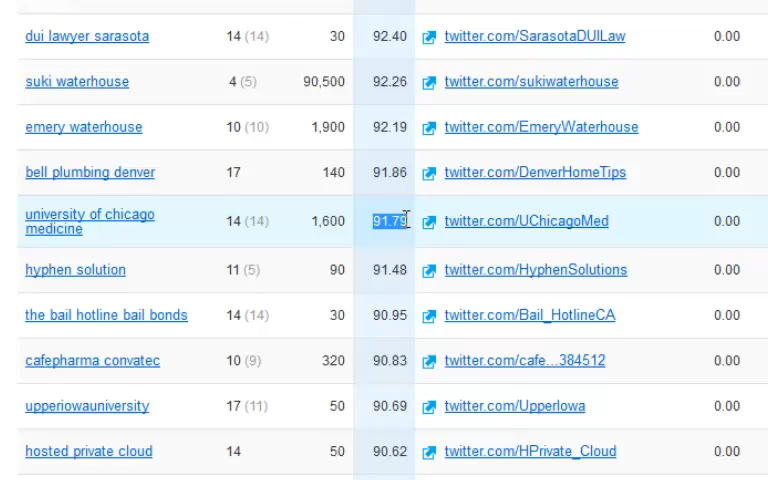 dui lawyer sarasota 14 (14) 30 92.40 twitter.com/SarasotaDUILaw 0.00
suki waterhouse 4 (5) 90,500 92.26 twitter.com/sukiwaterhouse 0.00
emery waterhouse 10 (10) 1,900 92.19 twitter.com/EmeryWaterhouse 0.00
bell plumbing denver 17 140 91.86 twitter.com/DenverHomeTips 0.00
university of chicago
medicine 14 (14) 1,600 91.79 twitter.com/UChicagoMed 0.00
hyphen solution 11 (5) 90 91.48 twitter.com/HyphenSolutions 0.00
the bail hotline bail bonds 14 (14) 30 90.95 twitter.com/Bail_HotlineCA 0.00
cafepharma convatec 10 (9) 320 90.83 twitter.com/cafe...384512 0.00
upperiowauniversity 17 (11) 50 90.69 twitter.com/UpperIowa 0.00
hosted private cloud 14 50 90.62 twitter.com/HPrivate_Cloud 0.00